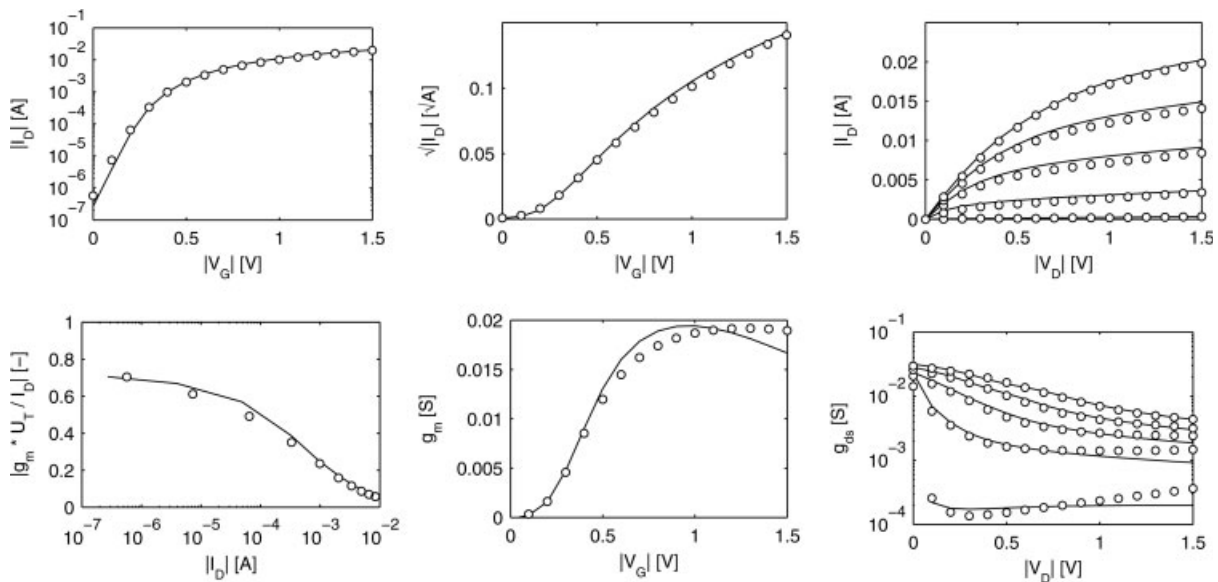 |I_D| [A]
10⁻¹
10⁻²
10⁻³
10⁻⁴
10⁻⁵
10⁻⁶
10⁻⁷
0 0.5 1 1.5
|V_G| [V]
√|I_D| [√A]
0.1
0.05
0
0 0.5 1 1.5
|V_G| [V]
|I_D| [A]
0.02
0.015
0.01
0.005
0
0 0.5 1 1.5
|V_D| [V]
|g_m * U_T / I_D| [−]
1
0.8
0.6
0.4
0.2
0
10⁻⁷ 10⁻⁶ 10⁻⁵ 10⁻⁴ 10⁻³ 10⁻²
|I_D| [A]
g_m [S]
0.02
0.015
0.01
0.005
0
0 0.5 1 1.5
|V_G| [V]
g_ds [S]
10⁻¹
10⁻²
10⁻³
10⁻⁴
0 0.5 1 1.5
|V_D| [V]